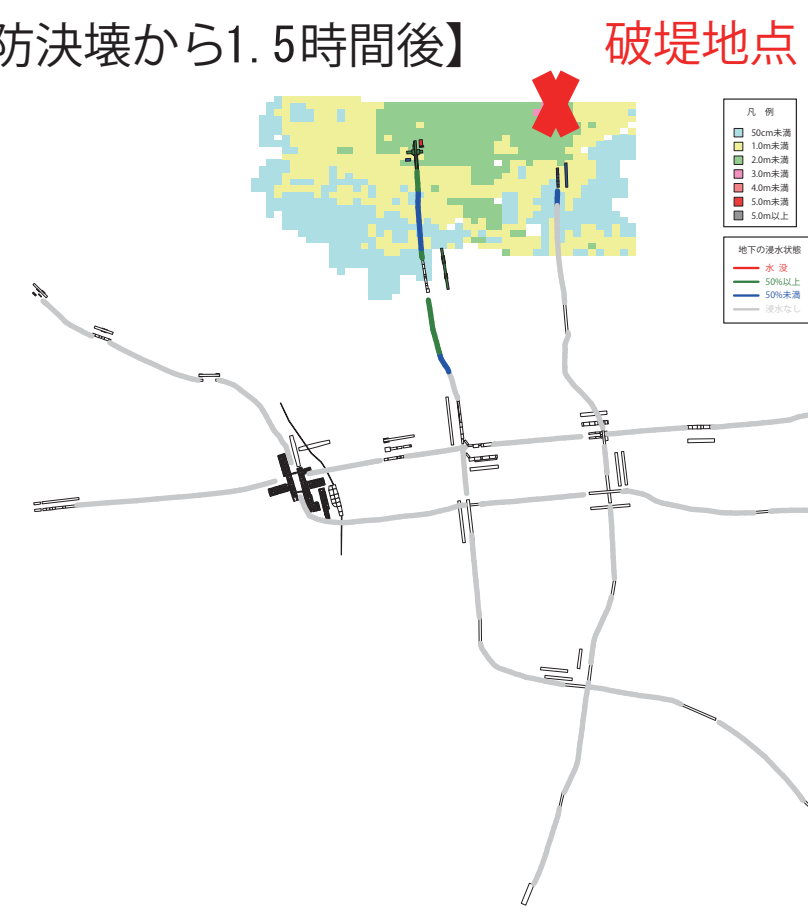 防決壊から1.5時間後】
破堤地点
凡 例
50cm未満
1.0m未満
2.0m未満
3.0m未満
4.0m未満
5.0m未満
5.0m以上
地下の浸水状態
水 没
50%以上
50%未満
浸水なし